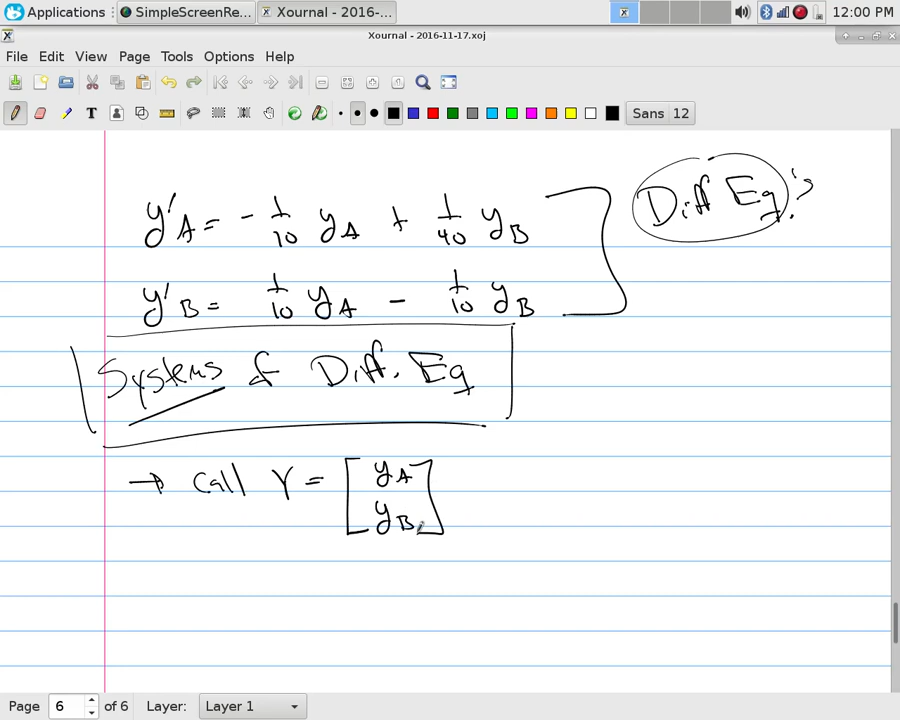 Applications SimpleScreenRe... Xournal - 2016-... 12:00 PM
Xournal - 2016-11-17.xoj
File Edit View Page Tools Options Help
T Sans 12
y'A = - 1/10 yA + 1/40 yB
Diff Eq's
y'B = 1/10 yA - 1/10 yB
Systems of Diff. Eq
→ Call Y = [yA
yB]
Page 6 of 6 Layer: Layer 1